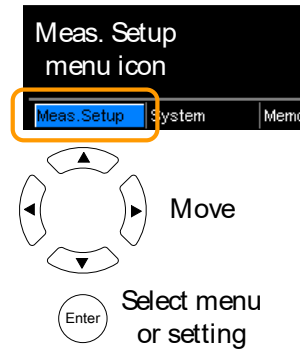 Meas. Setup
menu icon
Meas.Setup System Memo
Move
Enter
Select menu
or setting